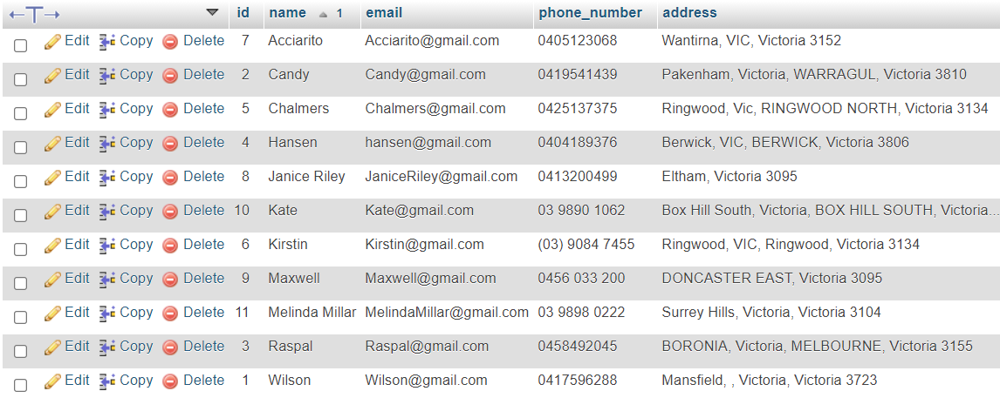 id name 1 email phone_number address
Edit Copy Delete 7 Acciarito Acciarito@gmail.com 0405123068 Wantirna, VIC, Victoria 3152
Edit Copy Delete 2 Candy Candy@gmail.com 0419541439 Pakenham, Victoria, WARRAGUL, Victoria 3810
Edit Copy Delete 5 Chalmers Chalmers@gmail.com 0425137375 Ringwood, Vic, RINGWOOD NORTH, Victoria 3134
Edit Copy Delete 4 Hansen hansen@gmail.com 0404189376 Berwick, VIC, BERWICK, Victoria 3806
Edit Copy Delete 8 Janice Riley JaniceRiley@gmail.com 0413200499 Eltham, Victoria 3095
Edit Copy Delete 10 Kate Kate@gmail.com 03 9890 1062 Box Hill South, Victoria, BOX HILL SOUTH, Victoria...
Edit Copy Delete 6 Kirstin Kirstin@gmail.com (03) 9084 7455 Ringwood, VIC, Ringwood, Victoria 3134
Edit Copy Delete 9 Maxwell Maxwell@gmail.com 0456 033 200 DONCASTER EAST, Victoria 3095
Edit Copy Delete 11 Melinda Millar MelindaMillar@gmail.com 03 9898 0222 Surrey Hills, Victoria, Victoria 3104
Edit Copy Delete 3 Raspal Raspal@gmail.com 0458492045 BORONIA, Victoria, MELBOURNE, Victoria 3155
Edit Copy Delete 1 Wilson Wilson@gmail.com 0417596288 Mansfield, , Victoria, Victoria 3723